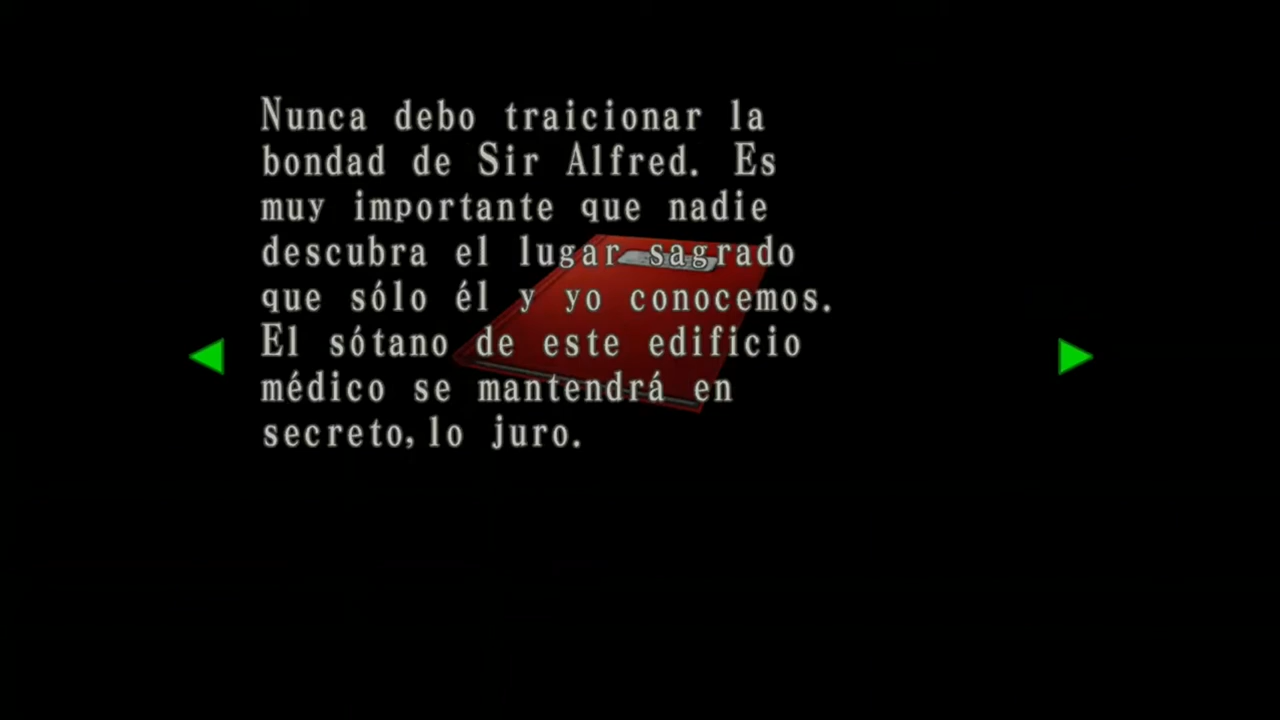 Nunca debo traicionar la
bondad de Sir Alfred. Es
muy importante que nadie
descubra el lugar sagrado
que sólo él y yo conocemos.
El sótano de este edificio
médico se mantendrá en
secreto, lo juro.